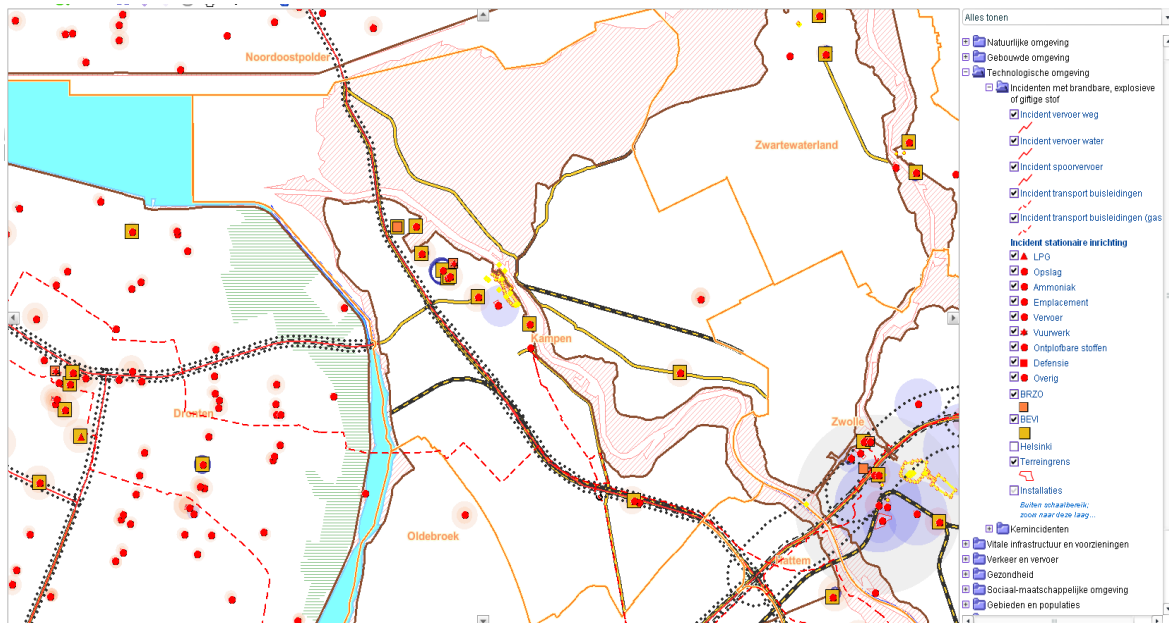 Noordoostpolder
Zwartewaterland
Kampen
Dronten
Zwolle
Oldebroek
Hattem
Alles tonen
Natuurlijke omgeving
Gebouwde omgeving
Technologische omgeving
Incidenten met brandbare, explosieve
of giftige stof
Incident vervoer weg
Incident vervoer water
Incident spoorvervoer
Incident transport buisleidingen
Incident transport buisleidingen (gas
Incident stationaire inrichting
LPG
Opslag
Ammoniak
Emplacement
Vervoer
Vuurwerk
Ontplofbare stoffen
Defensie
Overig
BRZO
BEVI
Helsinki
Terreingrens
Installaties
Buiten schaalbereik;
zoom naar deze laag...
Kernincidenten
Vitale infrastructuur en voorzieningen
Verkeer en vervoer
Gezondheid
Sociaal-maatschappelijke omgeving
Gebieden en populaties